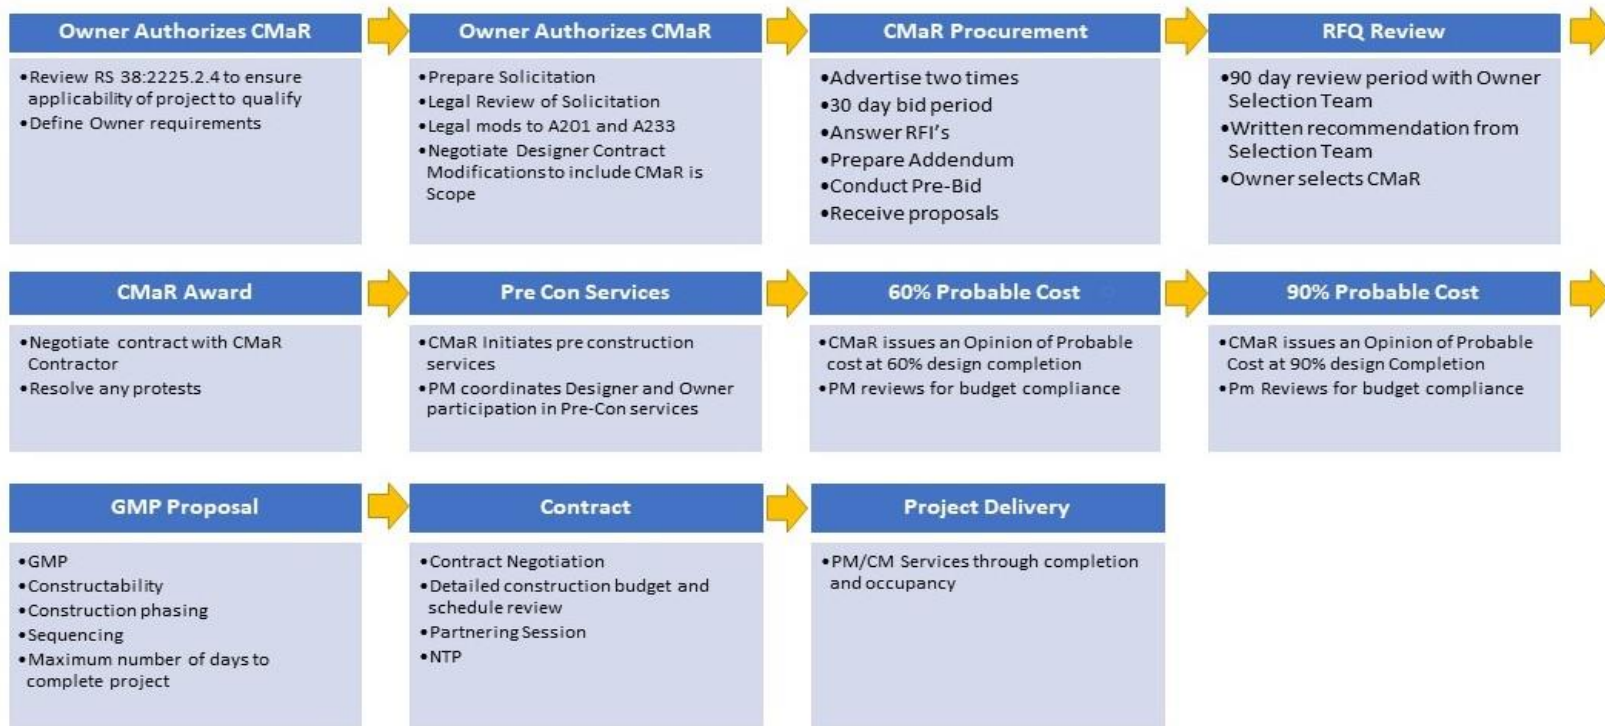 Owner Authorizes CMaR
•Review RS 38:2225.2.4 to ensure
applicability of project to qualify
•Define Owner requirements
Owner Authorizes CMaR
•Prepare Solicitation
•Legal Review of Solicitation
•Legal mods to A201 and A233
•Negotiate Designer Contract
Modifications to include CMaR is
Scope
CMaR Procurement
•Advertise two times
•30 day bid period
•Answer RFI's
•Prepare Addendum
•Conduct Pre-Bid
•Receive proposals
RFQ Review
•90 day review period with Owner
Selection Team
•Written recommendation from
Selection Team
•Owner selects CMaR
CMaR Award
•Negotiate contract with CMaR
Contractor
•Resolve any protests
Pre Con Services
•CMaR Initiates pre construction
services
•PM coordinates Designer and Owner
participation in Pre-Con services
60% Probable Cost
•CMaR issues an Opinion of Probable
cost at 60% design completion
•PM reviews for budget compliance
90% Probable Cost
•CMaR issues an Opinion of Probable
Cost at 90% design Completion
•Pm Reviews for budget compliance
GMP Proposal
•GMP
•Constructability
•Construction phasing
•Sequencing
•Maximum number of days to
complete project
Contract
•Contract Negotiation
•Detailed construction budget and
schedule review
•Partnering Session
•NTP
Project Delivery
•PM/CM Services through completion
and occupancy